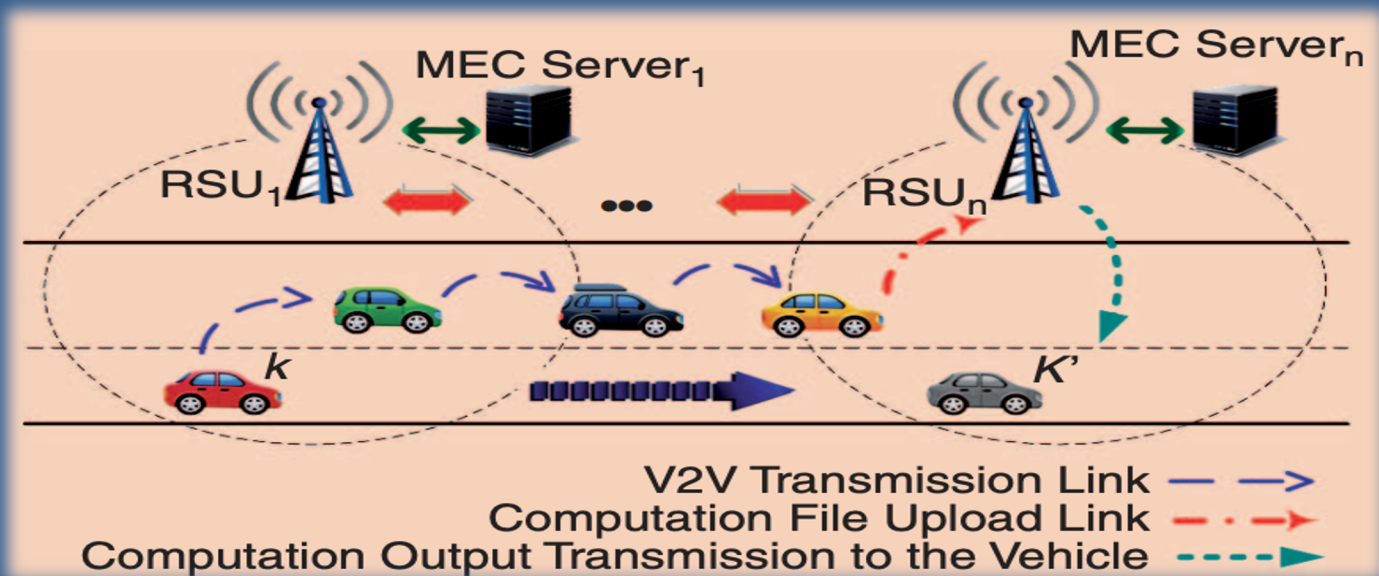 MEC Server1
MEC Servern
RSU1
•••
RSUn
k
K’
V2V Transmission Link
Computation File Upload Link
Computation Output Transmission to the Vehicle